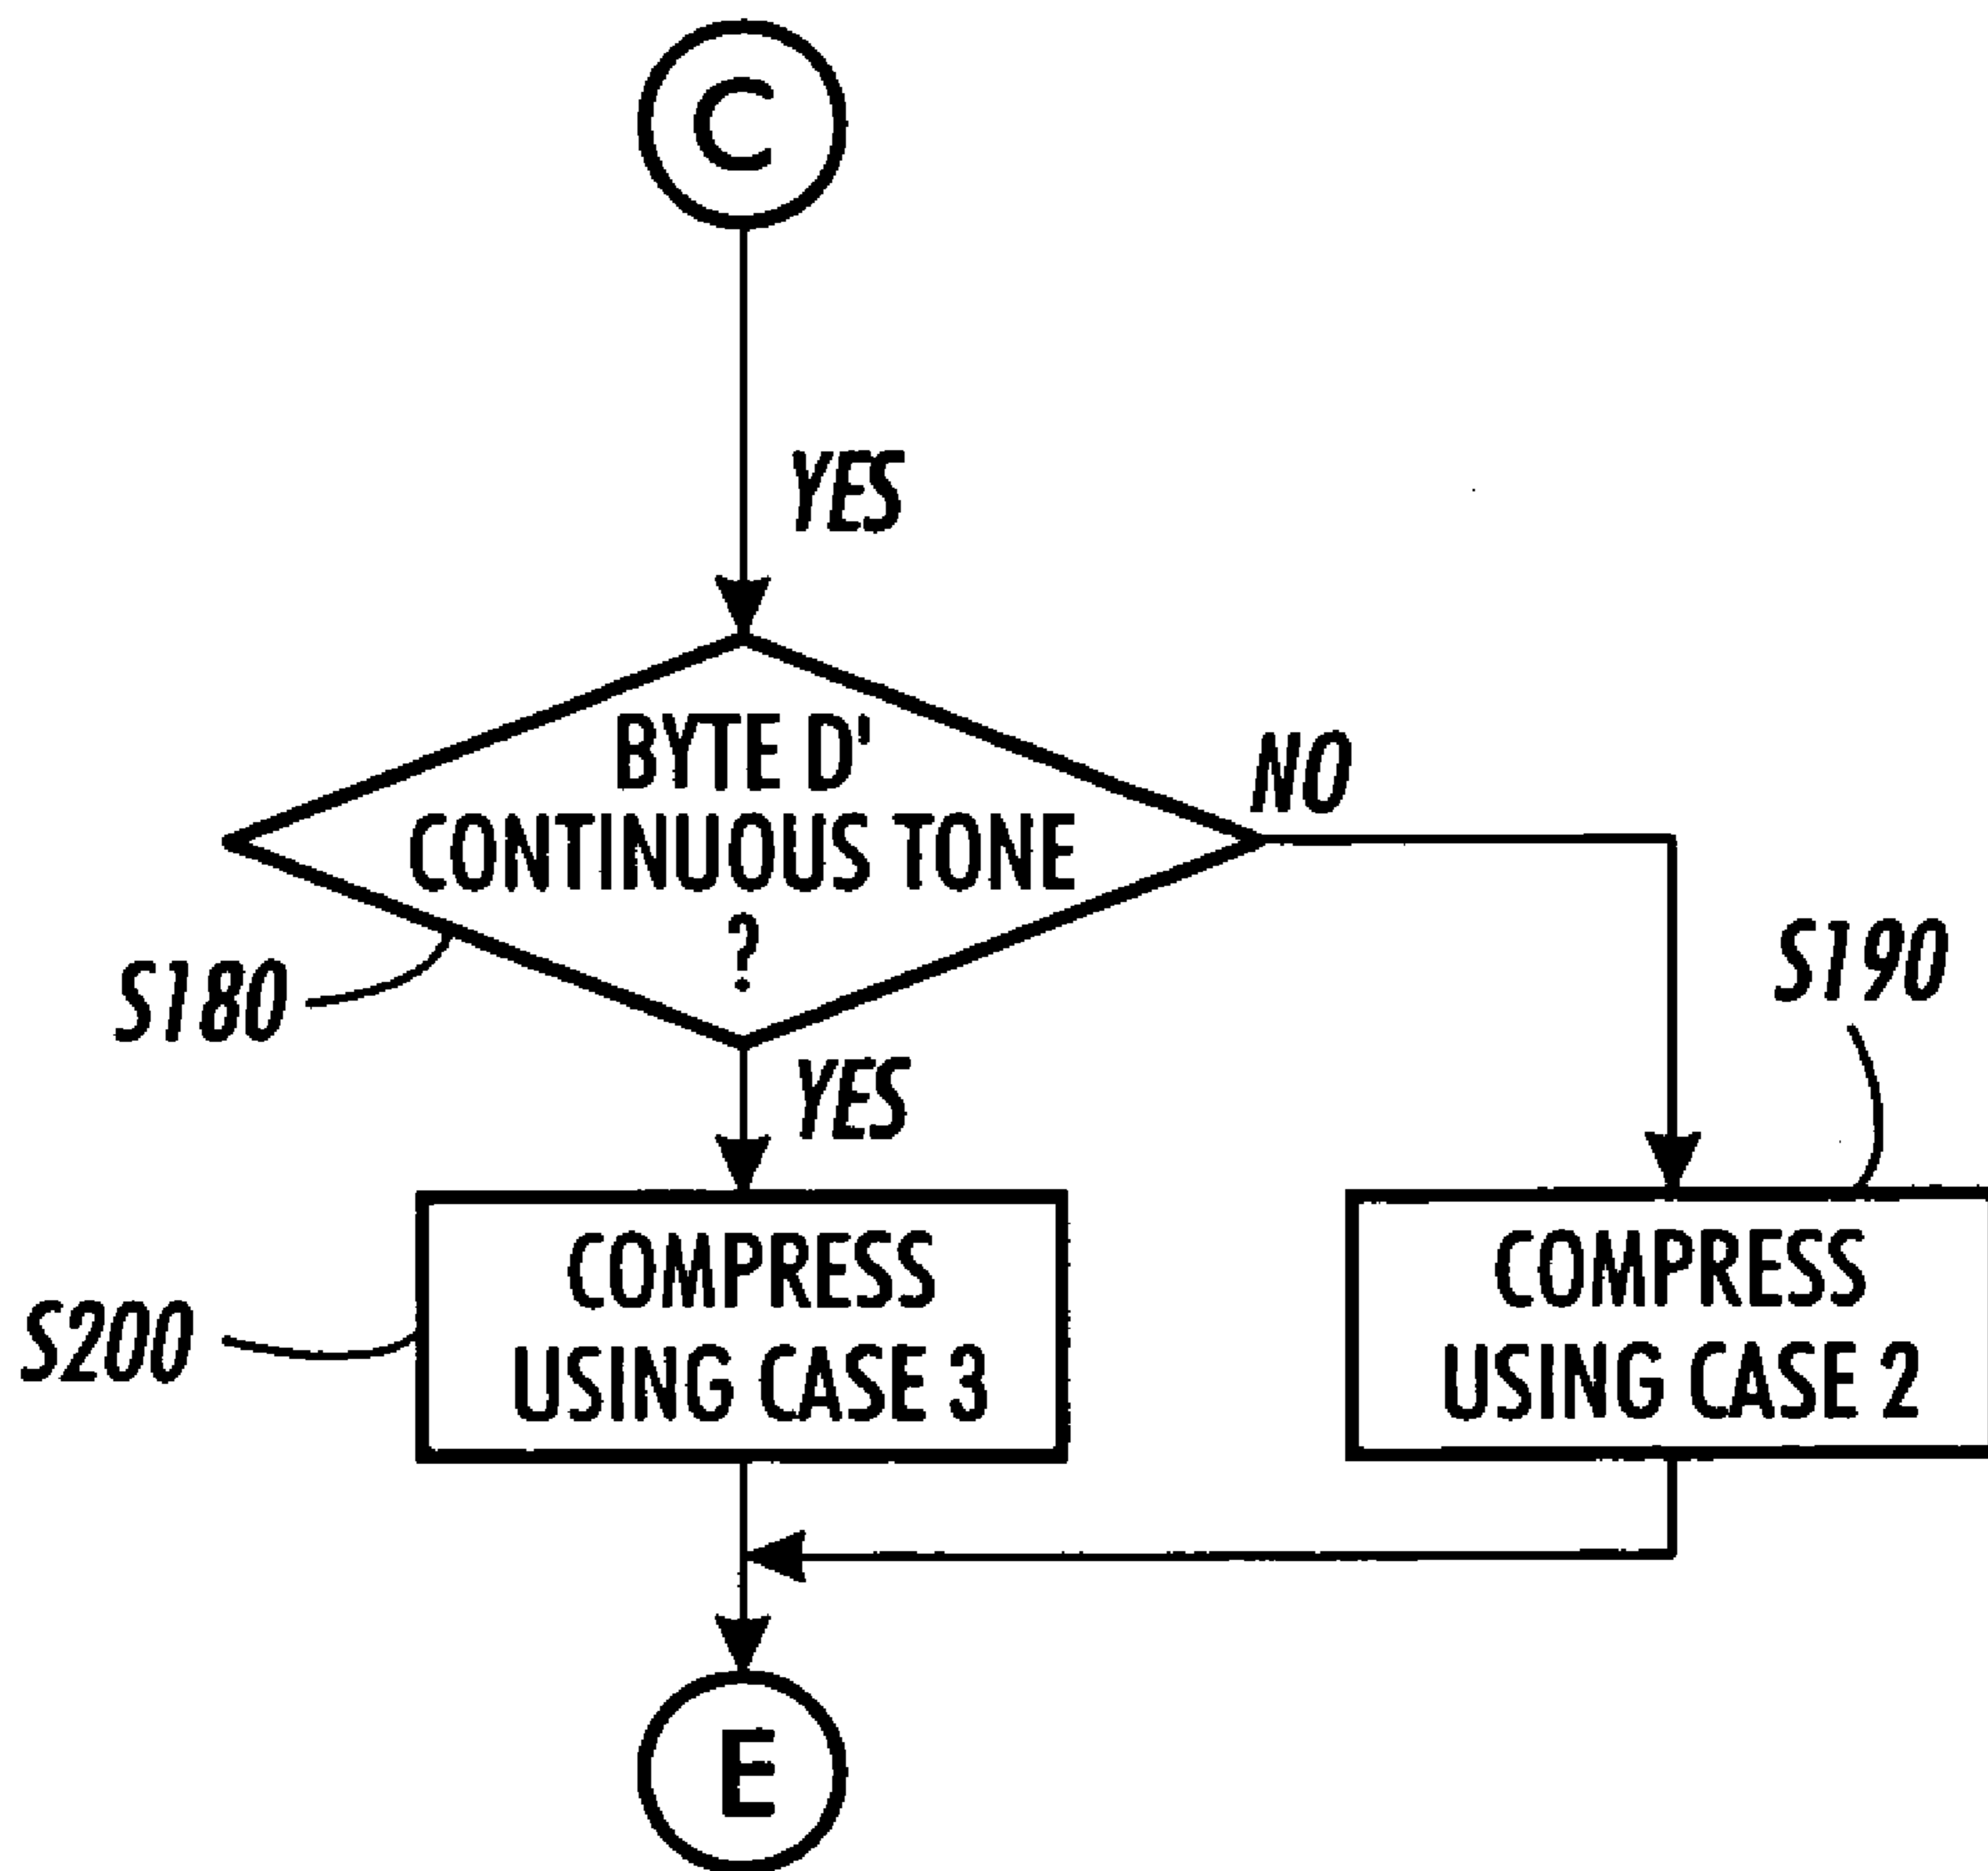 C
YES
BYTE D'
CONTINUOUS TONE
?
NO
S180
S190
YES
COMPRESS
USING CASE 3
S200
COMPRESS
USING CASE 2
E